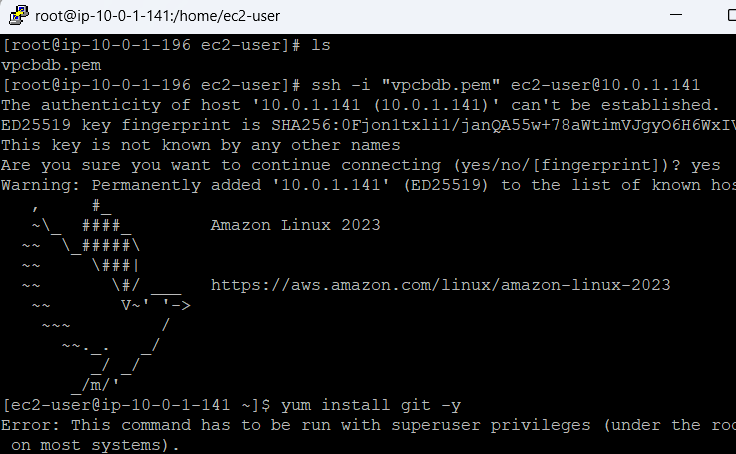 root@ip-10-0-1-141:/home/ec2-user
[root@ip-10-0-1-196 ec2-user]# ls
vpcbdb.pem
[root@ip-10-0-1-196 ec2-user]# ssh -i "vpcbdb.pem" ec2-user@10.0.1.141
The authenticity of host '10.0.1.141 (10.0.1.141)' can't be established.
ED25519 key fingerprint is SHA256:0Fjon1txli1/janQA55w+78aWtimVJgyO6H6WxIV
This key is not known by any other names
Are you sure you want to continue connecting (yes/no/[fingerprint])? yes
Warning: Permanently added '10.0.1.141' (ED25519) to the list of known hos
   ,     #_
   ~\_  ####_        Amazon Linux 2023
  ~~  \_#####\
  ~~     \###|
  ~~       \#/ ___   https://aws.amazon.com/linux/amazon-linux-2023
   ~~       V~' '->
    ~~~         /
      ~~._.   _/
         _/ _/
       _/m/'
[ec2-user@ip-10-0-1-141 ~]$ yum install git -y
Error: This command has to be run with superuser privileges (under the roo
 on most systems).